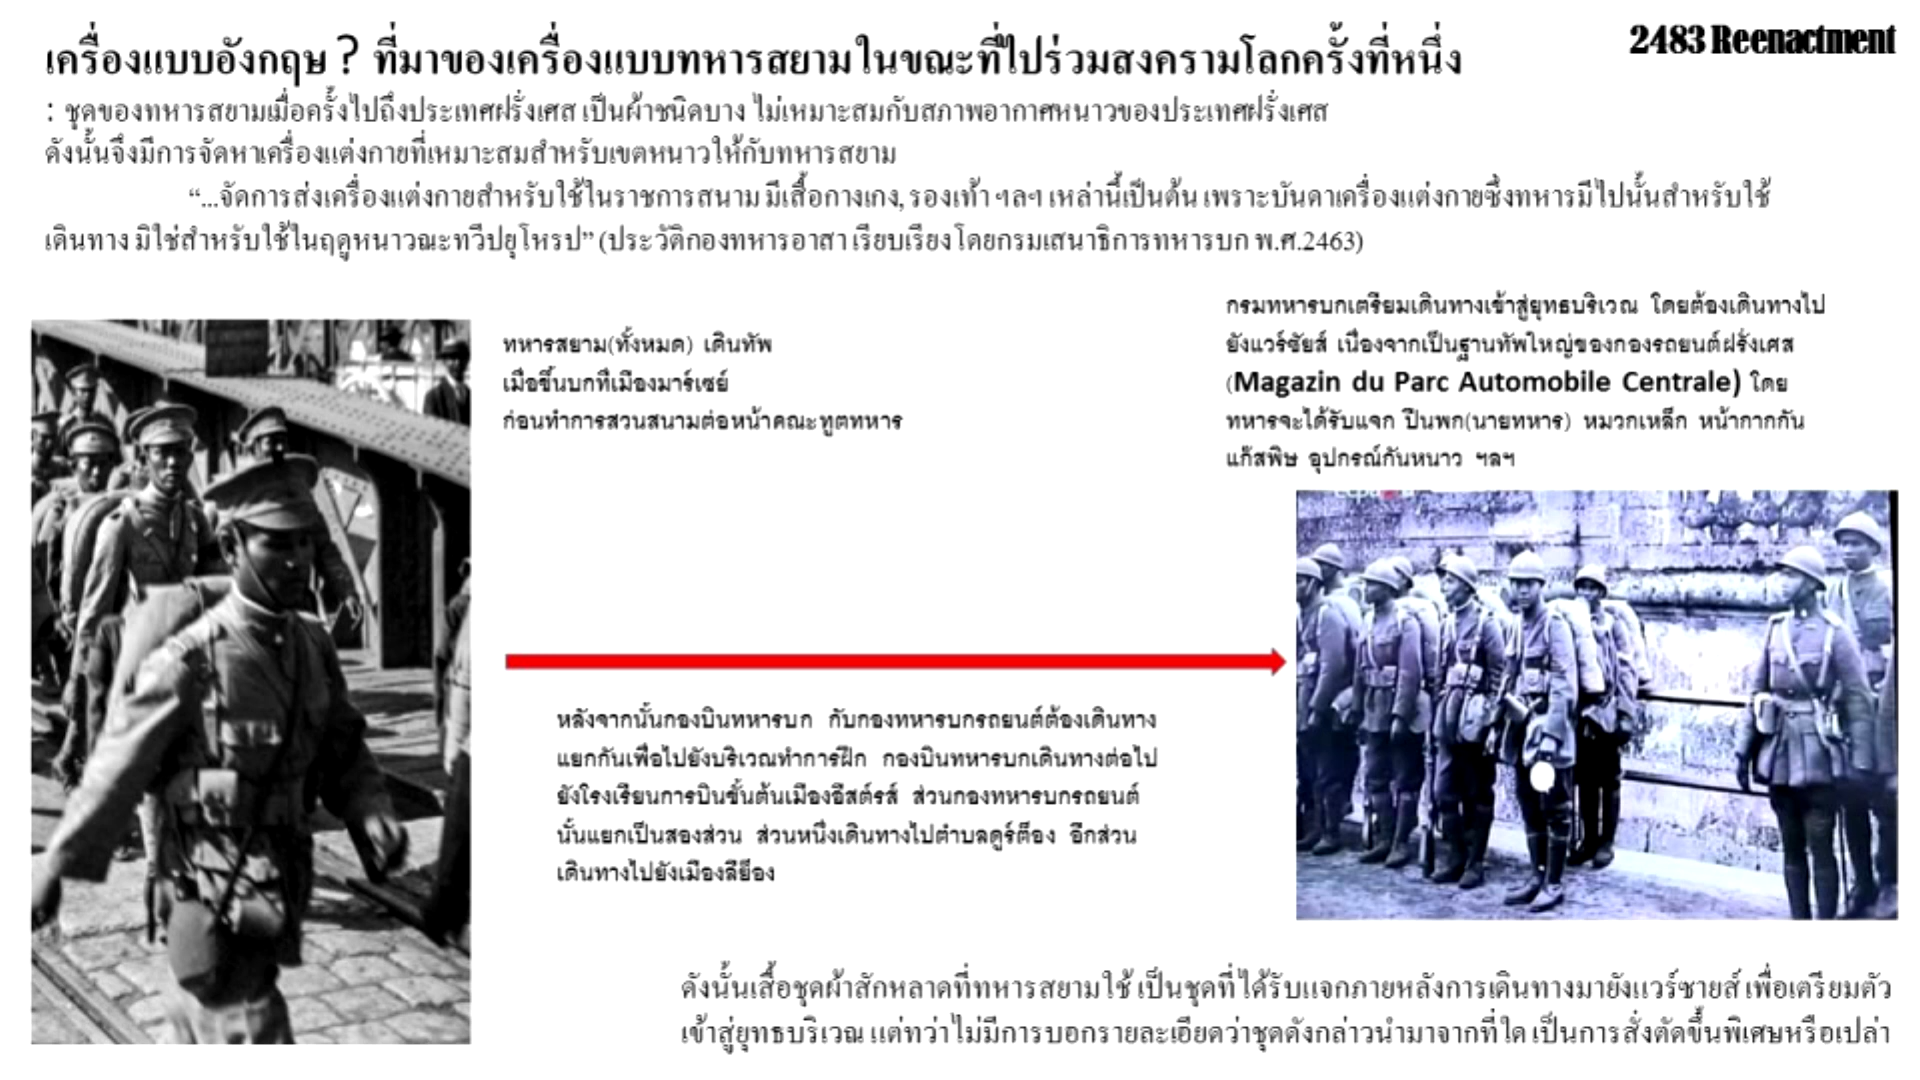 เครื่องแบบอังกฤษ ? ที่มาของเครื่องแบบทหารสยามในขณะที่ไปร่วมสงครามโลกครั้งที่หนึ่ง
2483 Reenactment
: ชุดของทหารสยามเมื่อครั้งไปถึงประเทศฝรั่งเศส เป็นผ้าชนิดบาง ไม่เหมาะสมกับสภาพอากาศหนาวของประเทศฝรั่งเศส
ดังนั้นจึงมีการจัดหาเครื่องแต่งกายที่เหมาะสมสำหรับเขตหนาวให้กับทหารสยาม
“...จัดการส่งเครื่องแต่งกายสำหรับใช้ในราชการสนาม มีเสื้อกางเกง, รองเท้า ฯลฯ เหล่านี้เป็นต้น เพราะบันดาเครื่องแต่งกายซึ่งทหารมีไปนั้นสำหรับใช้
เดินทาง มิใช่สำหรับใช้ในฤดูหนาวณะทวีปยุโหรป” (ประวัติกองทหารอาสา เรียบเรียงโดยกรมเสนาธิการทหารบก พ.ศ.2463)
ทหารสยาม(ทั้งหมด) เดินทัพ
เมื่อขึ้นบกที่เมืองมาร์เซย์
ก่อนทำการสวนสนามต่อหน้าคณะทูตทหาร
กรมทหารบกเตรียมเดินทางเข้าสู่ยุทธบริเวณ โดยต้องเดินทางไป
ยังแวร์ซัยส์ เนื่องจากเป็นฐานทัพใหญ่ของกองรถยนต์ฝรั่งเศส
(Magazin du Parc Automobile Centrale) โดย
ทหารจะได้รับแจก ปืนพก(นายทหาร) หมวกเหล็ก หน้ากากกัน
แก๊สพิษ อุปกรณ์กันหนาว ฯลฯ
หลังจากนั้นกองบินทหารบก กับกองทหารบกรถยนต์ต้องเดินทาง
แยกกันเพื่อไปยังบริเวณทำการฝึก กองบินทหารบกเดินทางต่อไป
ยังโรงเรียนการบินชั้นต้นเมืองอีสต์รส์ ส่วนกองทหารบกรถยนต์
นั้นแยกเป็นสองส่วน ส่วนหนึ่งเดินทางไปตำบลดูร์ต็อง อีกส่วน
เดินทางไปยังเมืองลียือง
ดังนั้นเสื้อชุดผ้าสักหลาดที่ทหารสยามใช้ เป็นชุดที่ได้รับแจกภายหลังการเดินทางมายังแวร์ซายส์ เพื่อเตรียมตัว
เข้าสู่ยุทธบริเวณ แต่ทว่าไม่มีการบอกรายละเอียดว่าชุดดังกล่าวนำมาจากที่ใด เป็นการสั่งตัดขึ้นพิเศษหรือเปล่า